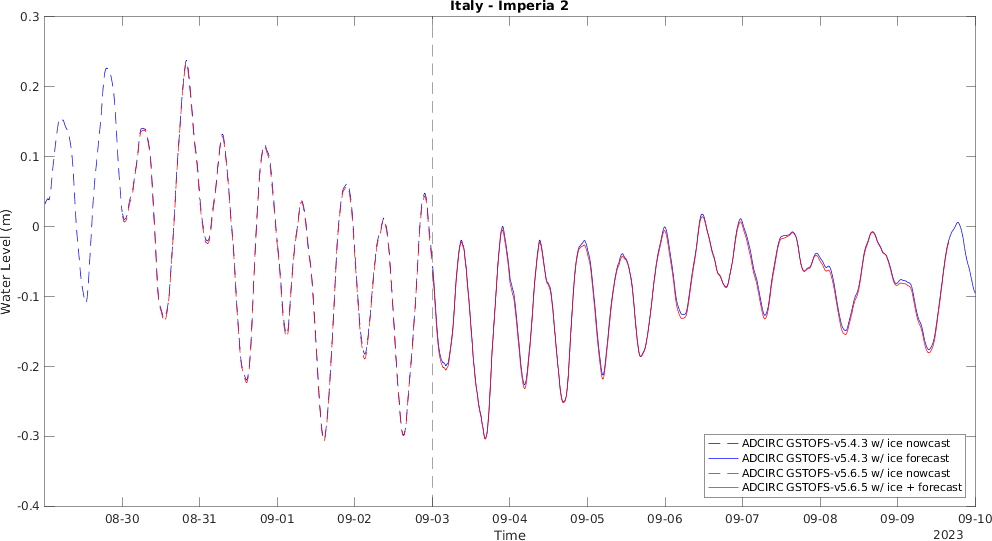 Italy - Imperia 2
Water Level (m)
0.3
0.2
0.1
0
-0.1
-0.2
-0.3
-0.4
08-30 08-31 09-01 09-02 09-03 09-04 09-05 09-06 09-07 09-08 09-09 09-10
Time
2023
ADCIRC GSTOFS-v5.4.3 w/ ice nowcast
ADCIRC GSTOFS-v5.4.3 w/ ice forecast
ADCIRC GSTOFS-v5.6.5 w/ ice nowcast
ADCIRC GSTOFS-v5.6.5 w/ ice + forecast